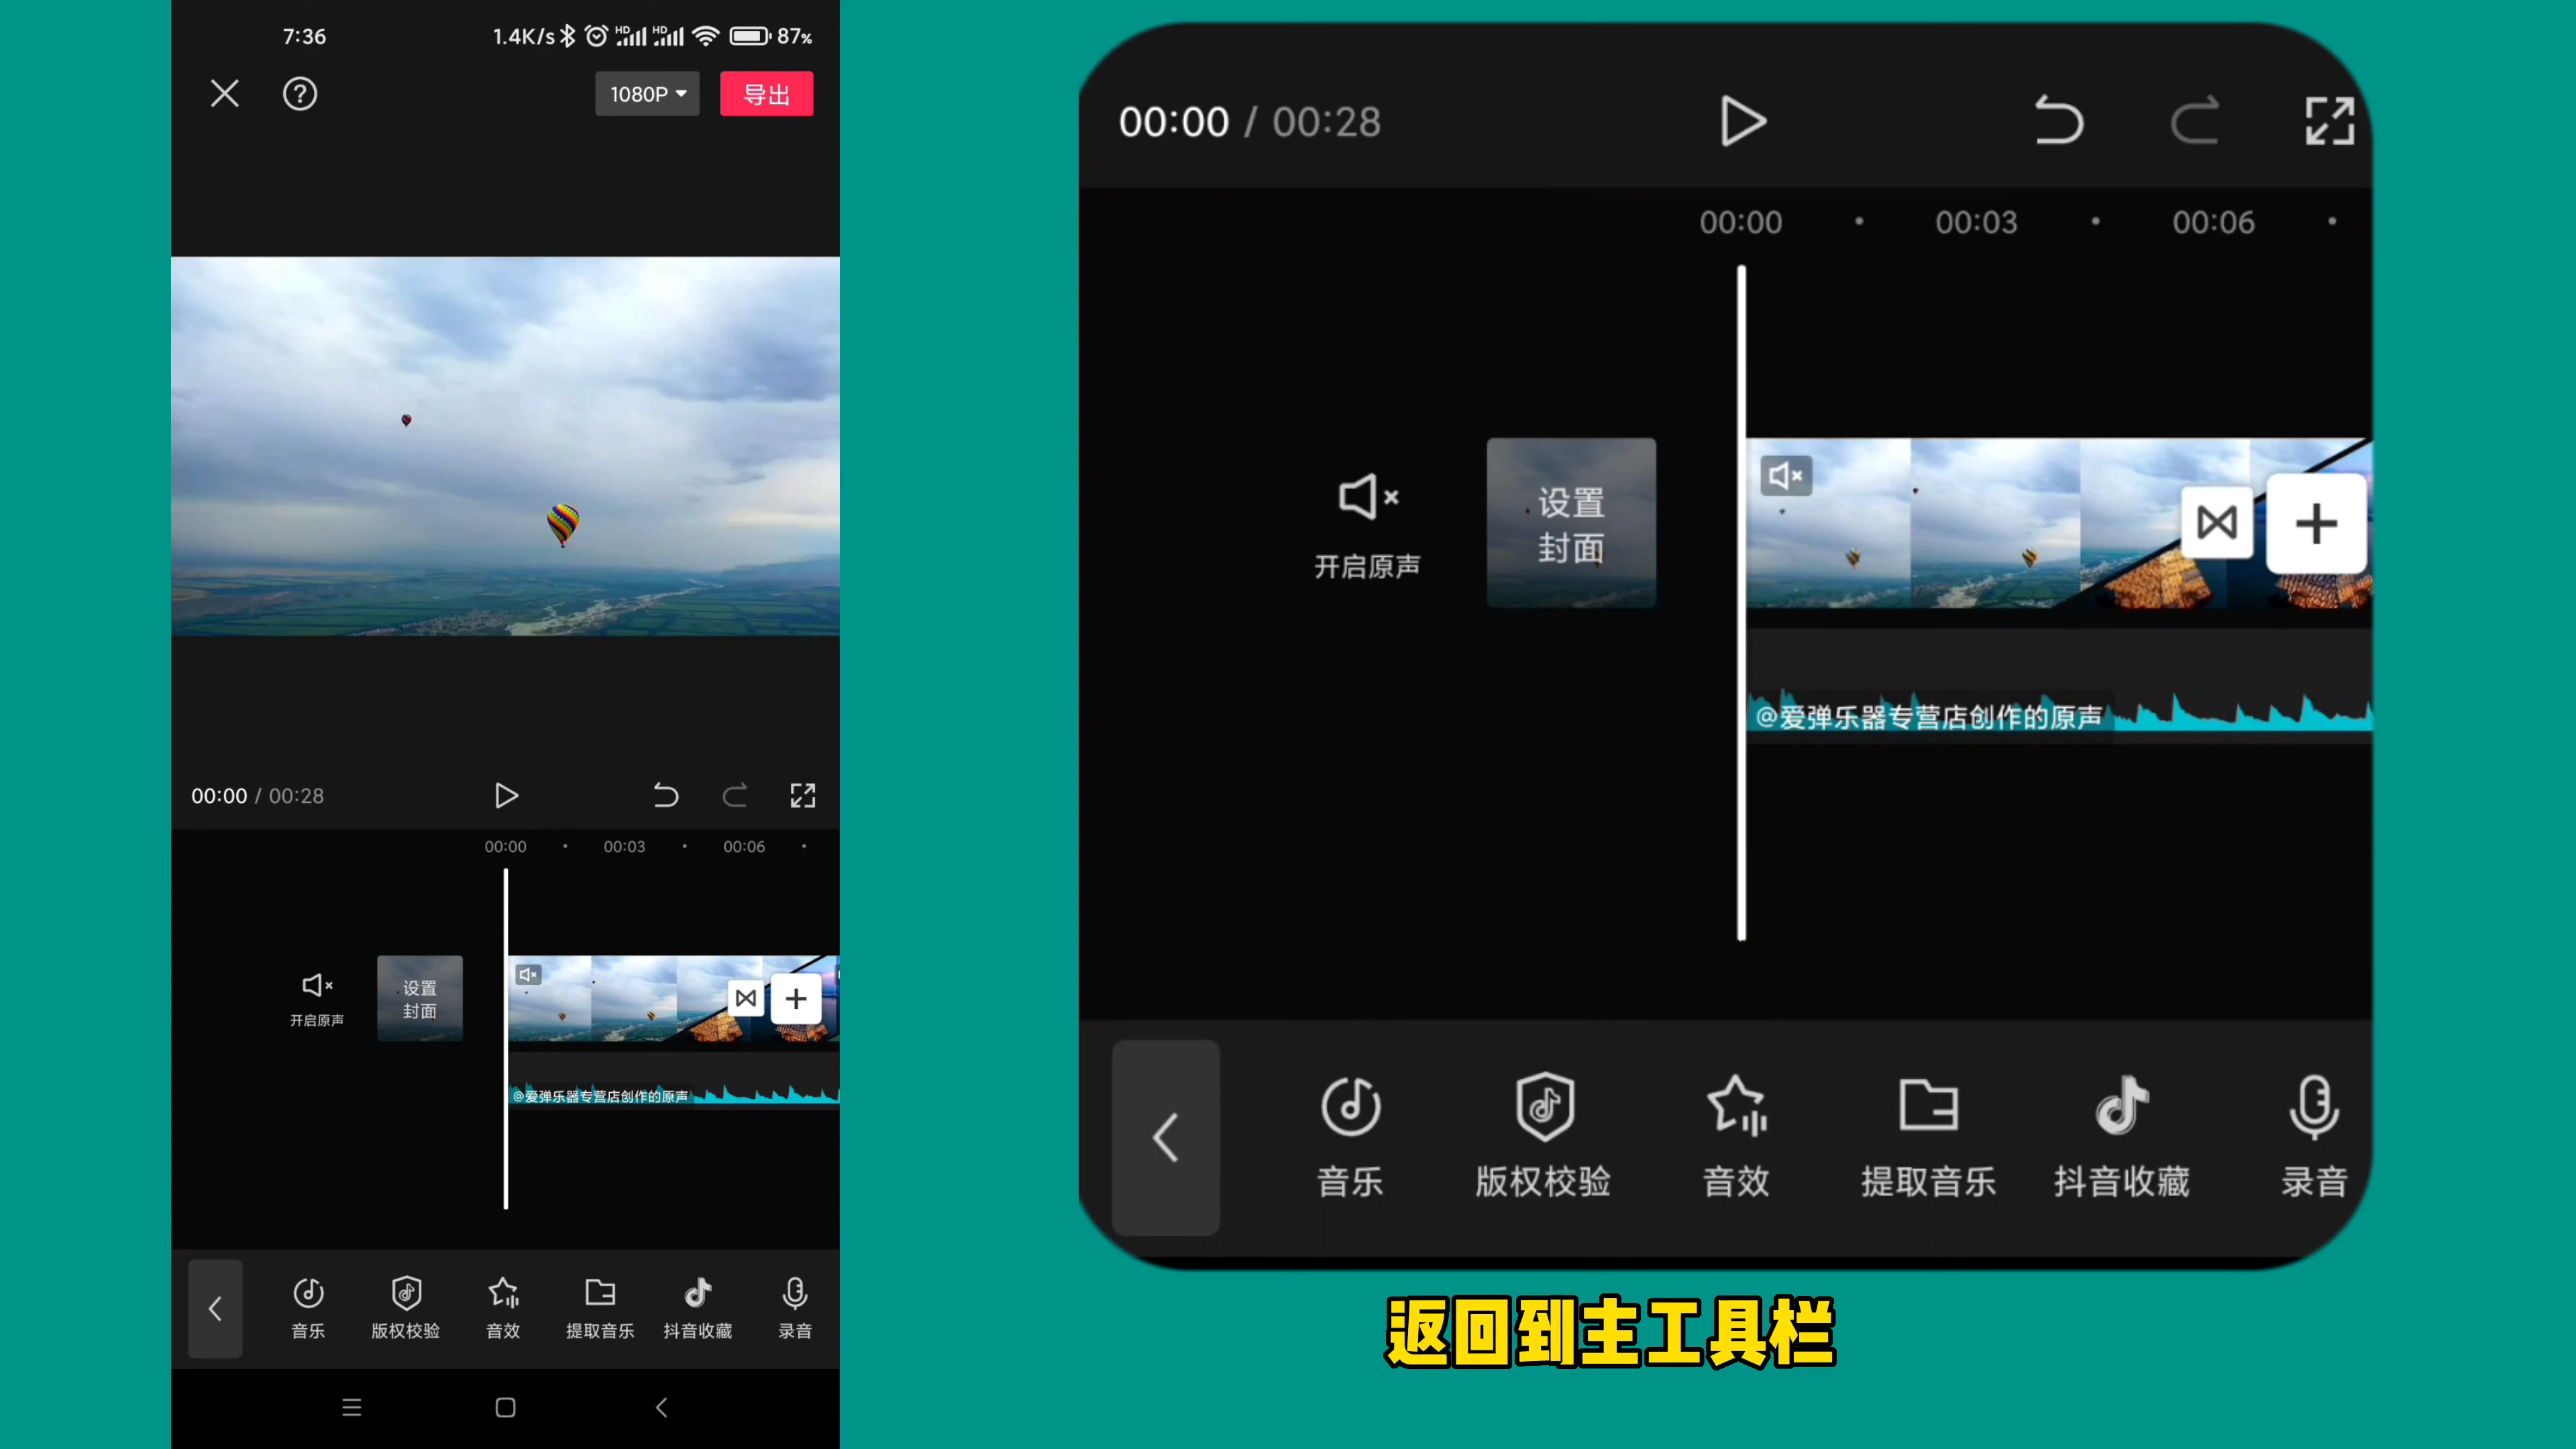 7:36
1.4K/s HD HD 87%
1080P 导出
00:00 / 00:28
00:00 00:03 00:06
开启原声
设置
封面
@爱弹乐器专营店创作的原声
音乐 版权校验 音效 提取音乐 抖音收藏 录音
00:00 / 00:28
00:00 00:03 00:06
开启原声
设置
封面
@爱弹乐器专营店创作的原声
音乐 版权校验 音效 提取音乐 抖音收藏 录音
返回到主工具栏